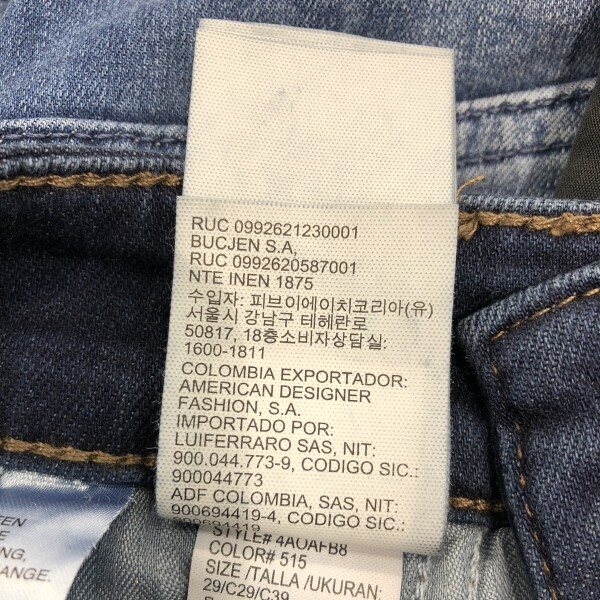 RUC 0992621230001
BUCJEN S.A,
RUC 0992620587001
NTE INEN 1875
수입자: 피브이에이치코리아(유)
서울시 강남구 테헤란로
50817, 18층소비자상담실:
1600-1811
COLOMBIA EXPORTADOR:
AMERICAN DESIGNER
FASHION, S.A.
IMPORTADO POR:
LUIFERRARO SAS, NIT:
900.044.773-9, CODIGO SIC.:
900044773
ADF COLOMBIA, SAS, NIT:
900694419-4, CODIGO SIC.:
STYLE# 4AOAFB8
COLOR# 515
SIZE /TALLA /UKURAN:
29/C29/C39